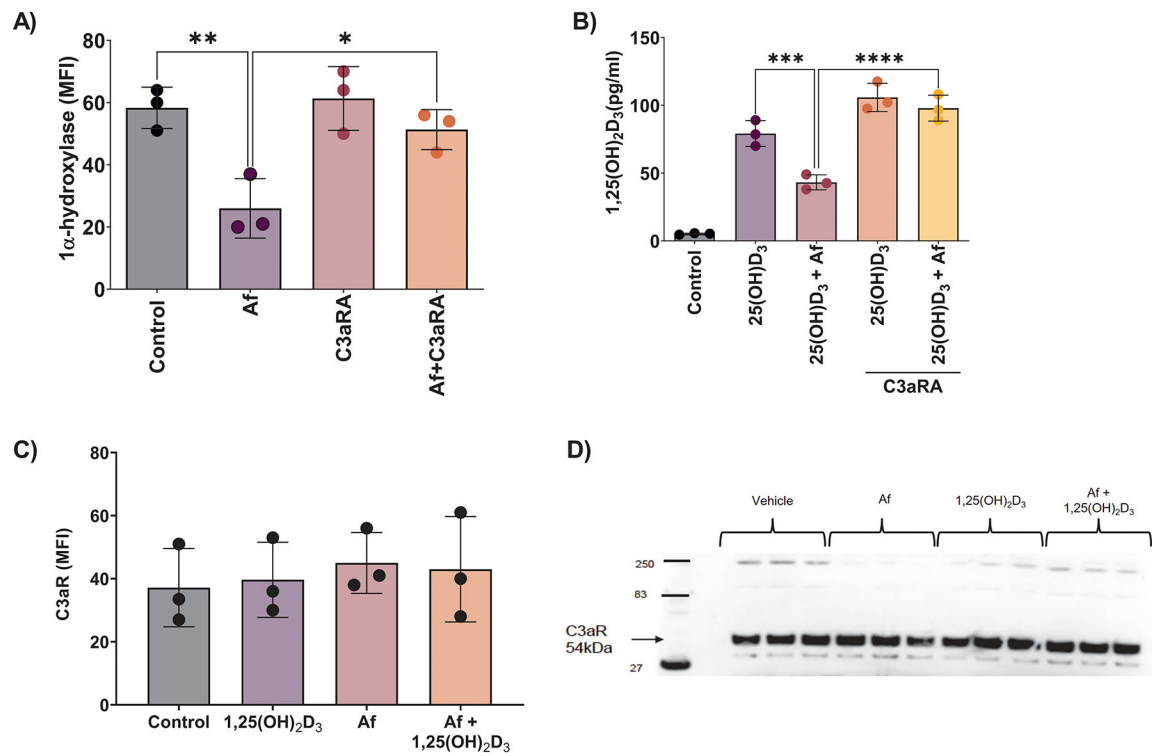 A)
1α-hydroxylase (MFI)
80
60
40
20
0
**
*
Control
Af
C3aRA
Af+C3aRA
B)
1,25(OH)₂D₃(pg/ml)
150
100
50
0
***
****
Control
25(OH)D₃
25(OH)D₃ + Af
25(OH)D₃
25(OH)D₃ + Af
C3aRA
C)
C3aR (MFI)
80
60
40
20
0
Control
1,25(OH)₂D₃
Af
Af +
1,25(OH)₂D₃
D)
Vehicle
Af
1,25(OH)₂D₃
Af +
1,25(OH)₂D₃
250
83
C3aR
54kDa
27